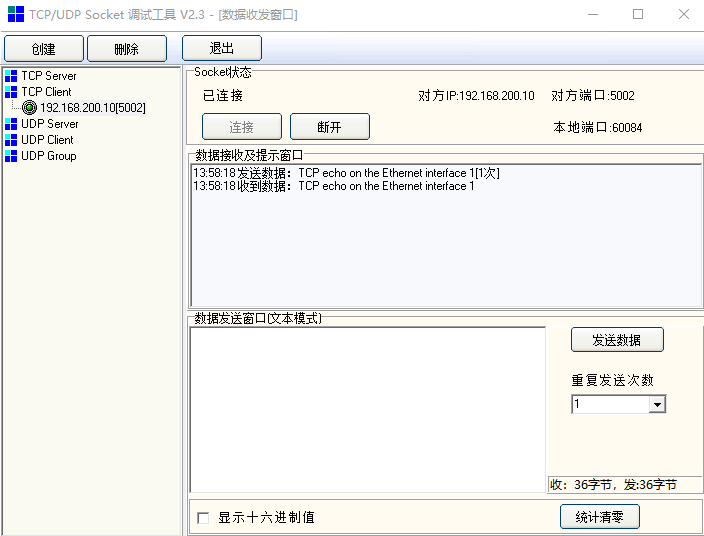 TCP/UDP Socket 调试工具 V2.3 - [数据收发窗口]
创建 删除 退出
TCP Server
TCP Client
192.168.200.10[5002]
UDP Server
UDP Client
UDP Group
Socket状态
已连接 对方IP:192.168.200.10 对方端口:5002
连接 断开 本地端口:60084
数据接收及提示窗口
13:58:18 发送数据：TCP echo on the Ethernet interface 1[1次]
13:58:18 收到数据：TCP echo on the Ethernet interface 1
数据发送窗口(文本模式)
发送数据
重复发送次数
1
收：36字节，发:36字节
显示十六进制值 统计清零